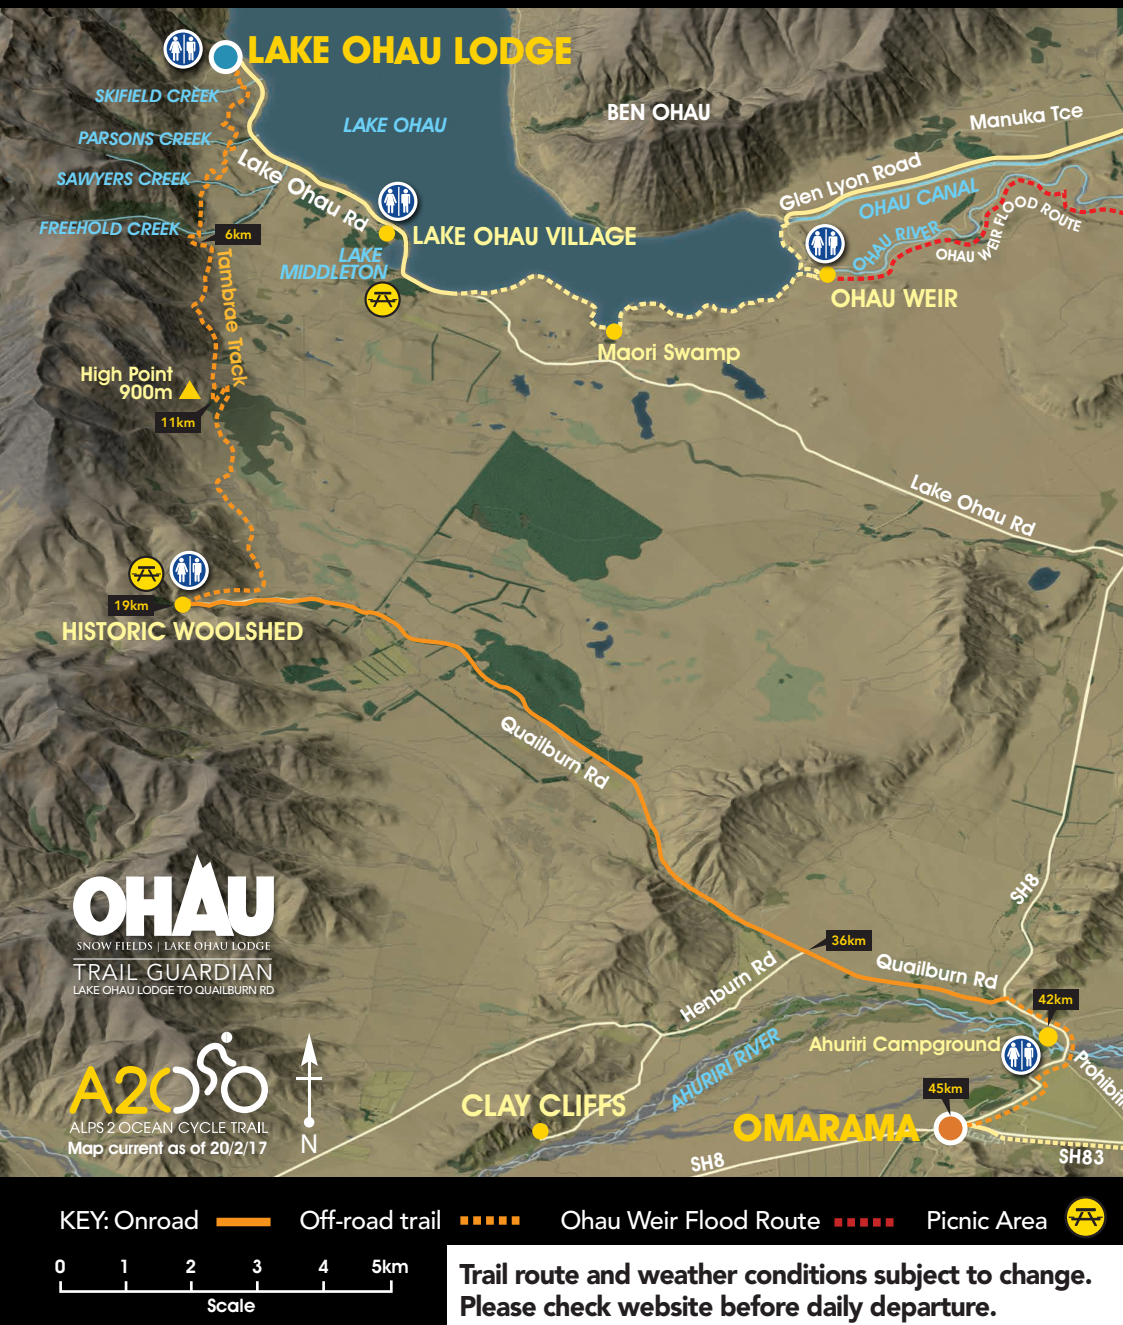 LAKE OHAU LODGE
SKIFIELD CREEK
PARSONS CREEK
SAWYERS CREEK
FREEHOLD CREEK
LAKE OHAU
BEN OHAU
Manuka Tce
Glen Lyon Road
OHAU CANAL
OHAU RIVER
OHAU WEIR FLOOD ROUTE
Lake Ohau Rd
LAKE OHAU VILLAGE
LAKE
MIDDLETON
OHAU WEIR
6km
Tambrae Track
Maori Swamp
High Point
900m
11km
Lake Ohau Rd
19km
HISTORIC WOOLSHED
Quailburn Rd
SH8
OHAU
SNOW FIELDS | LAKE OHAU LODGE
TRAIL GUARDIAN
LAKE OHAU LODGE TO QUAILBURN RD
36km
Quailburn Rd
Henburn Rd
42km
Ahuriri Campground
AHURIRI RIVER
45km
CLAY CLIFFS
OMARAMA
SH8
SH83
A2O
ALPS 2 OCEAN CYCLE TRAIL
Map current as of 20/2/17
N
KEY: Onroad
Off-road trail
Ohau Weir Flood Route
Picnic Area
0 1 2 3 4 5km
Scale
Trail route and weather conditions subject to change.
Please check website before daily departure.